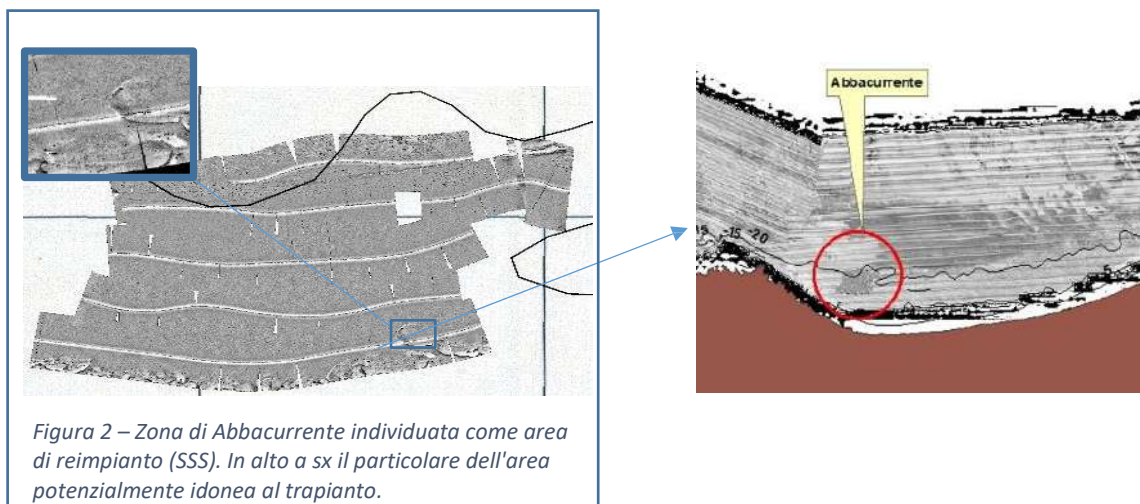 Abbacurrente
-15 -20
Figura 2 – Zona di Abbacurrente individuata come area
di reimpianto (SSS). In alto a sx il particolare dell'area
potenzialmente idonea al trapianto.